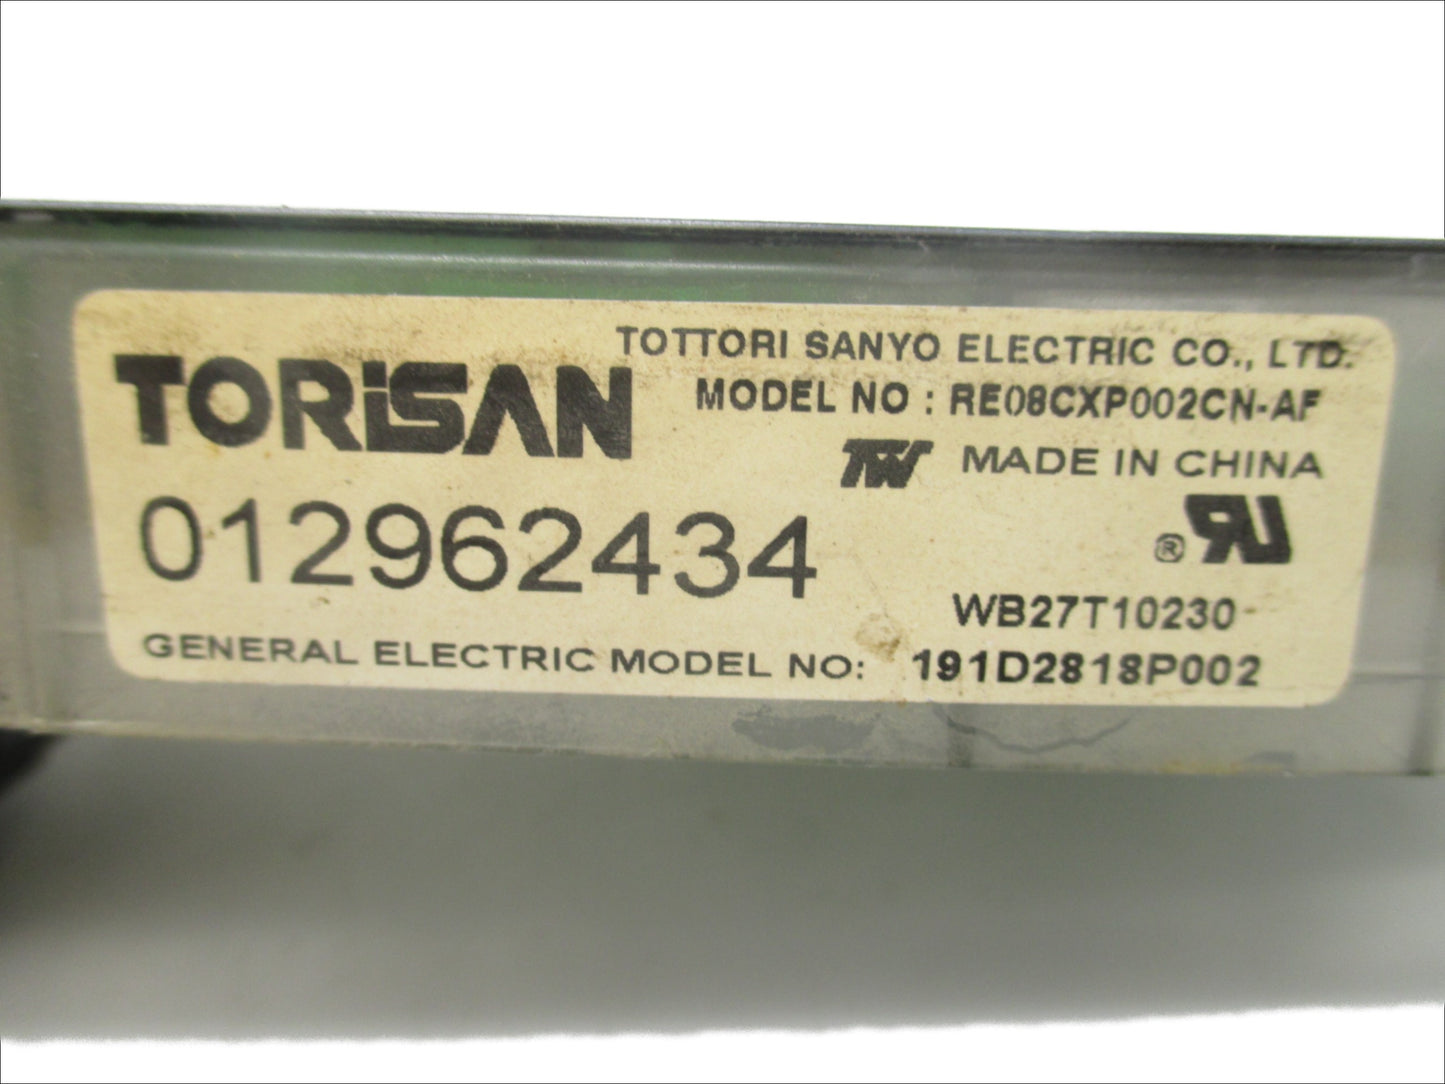 TOTTORI SANYO ELECTRIC CO., LTD.
TORiSAN
MODEL NO : RE08CXP002CN-AF
MADE IN CHINA
012962434
® RU
WB27T10230
GENERAL ELECTRIC MODEL NO: 191D2818P002